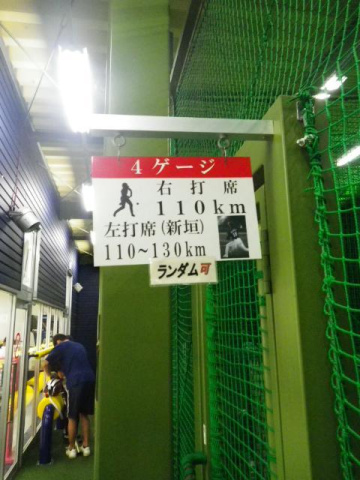 4ゲージ
右打席
110km
左打席(新垣)
110~130km
ランダム可